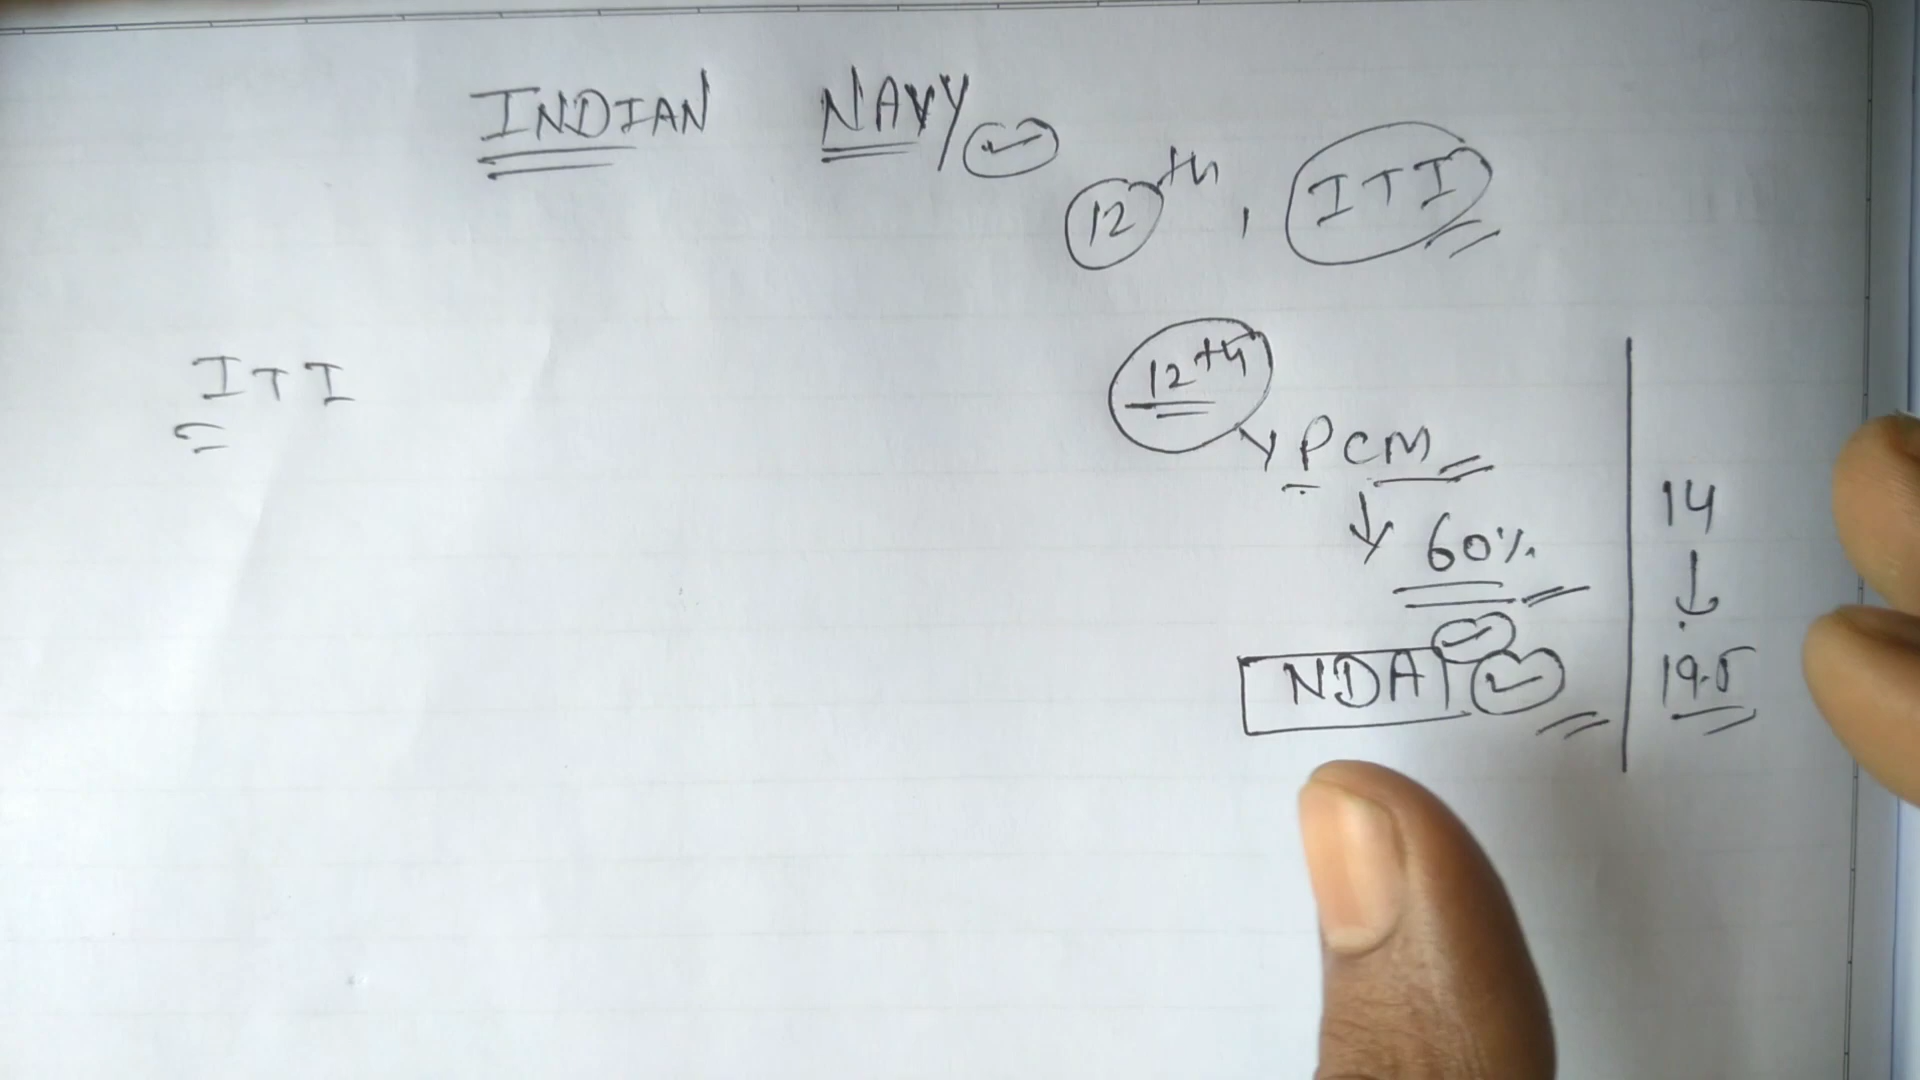 INDIAN NAVY
12th, ITI
ITI
12th
PCM
60%
NDA
14
19.5